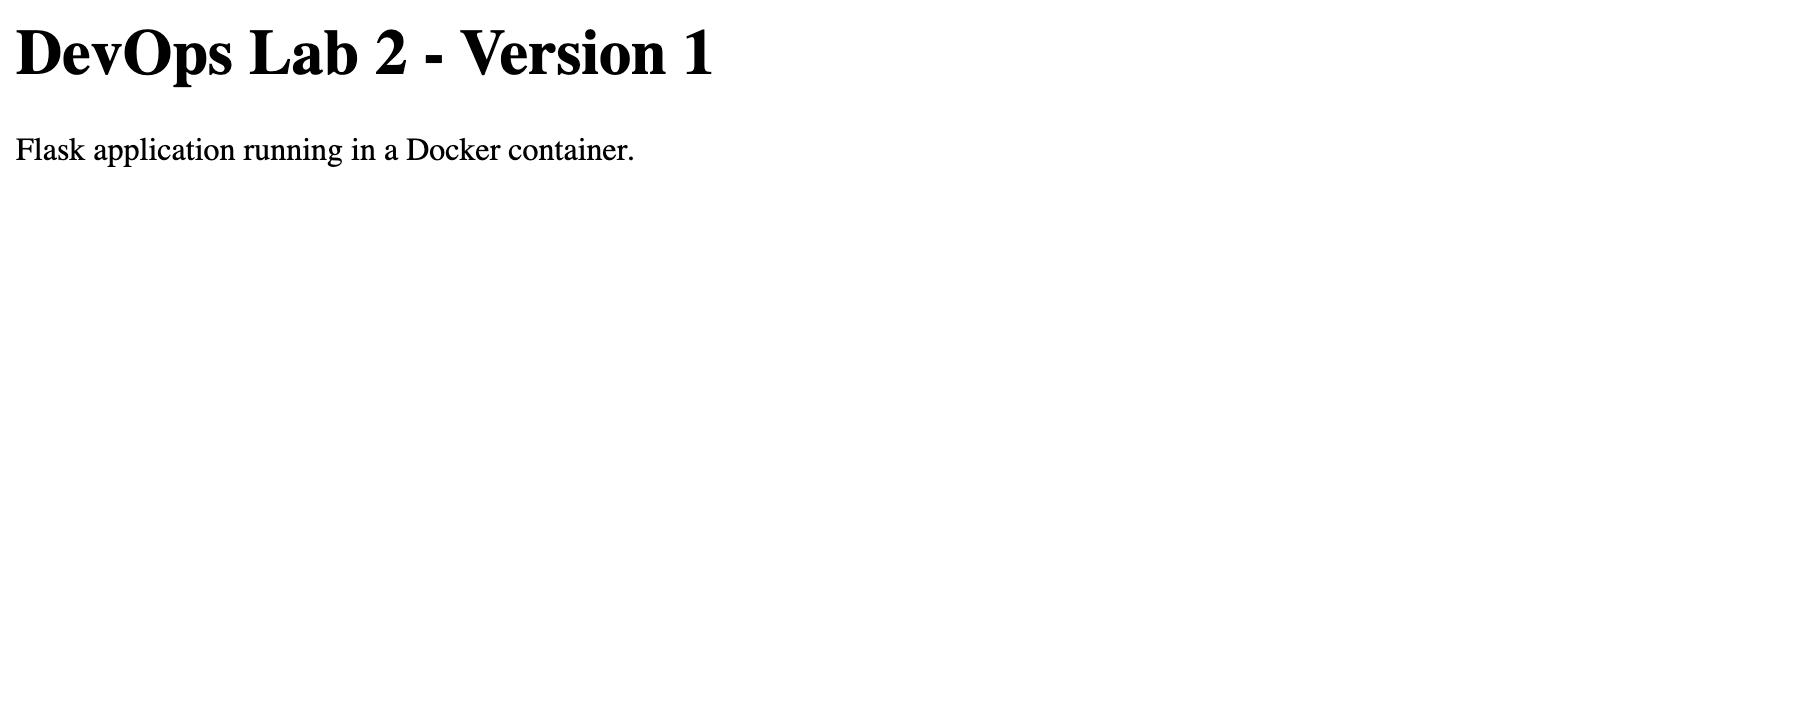 DevOps Lab 2 - Version 1
Flask application running in a Docker container.